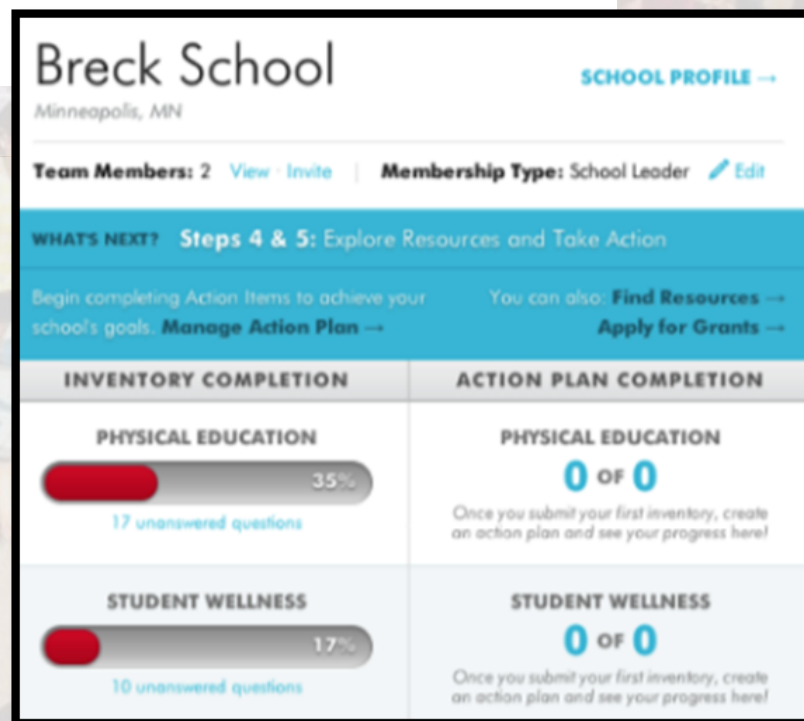 Breck School
SCHOOL PROFILE →
Minneapolis, MN
Team Members: 2 View · Invite | Membership Type: School Leader Edit
WHAT'S NEXT? Steps 4 & 5: Explore Resources and Take Action
Begin completing Action Items to achieve your
school's goals. Manage Action Plan →
You can also: Find Resources →
Apply for Grants →
INVENTORY COMPLETION
PHYSICAL EDUCATION
35%
17 unanswered questions
STUDENT WELLNESS
17%
10 unanswered questions
ACTION PLAN COMPLETION
PHYSICAL EDUCATION
0 OF 0
Once you submit your first inventory, create
an action plan and see your progress here!
STUDENT WELLNESS
0 OF 0
Once you submit your first inventory, create
an action plan and see your progress here!